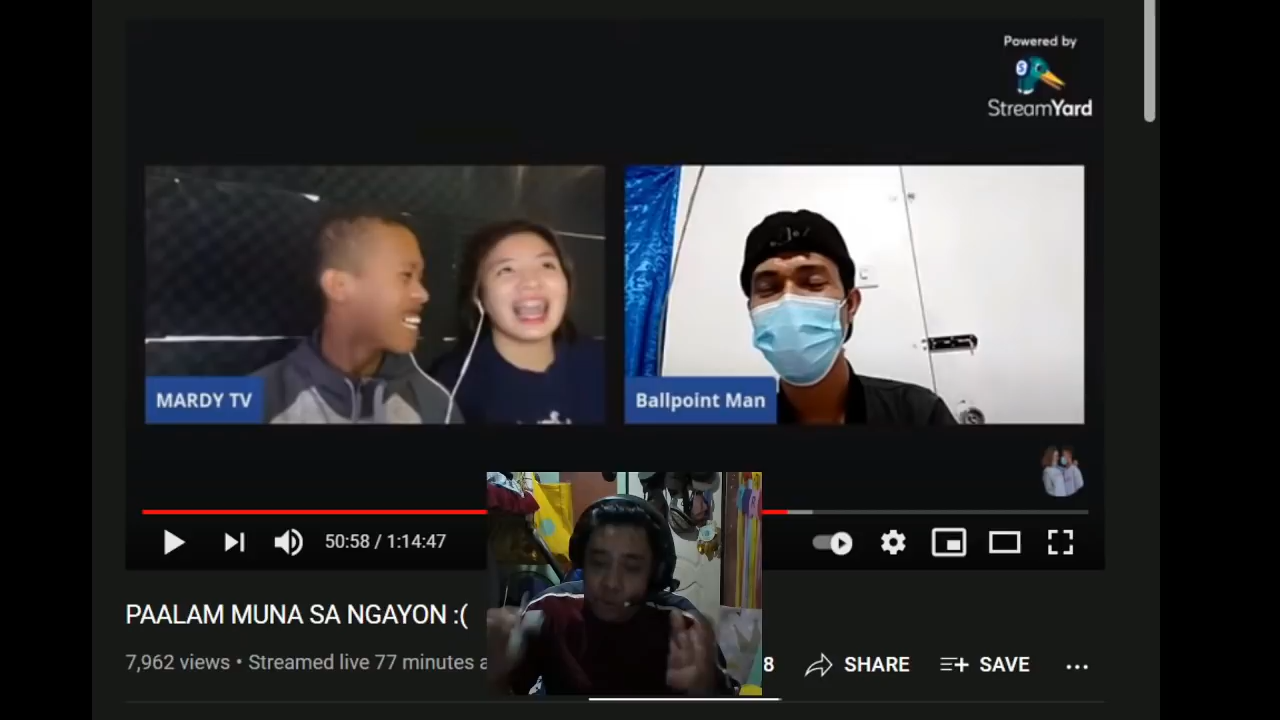 Powered by
StreamYard
MARDY TV
Ballpoint Man
50:58 / 1:14:47
PAALAM MUNA SA NGAYON :(
7,962 views • Streamed live 77 minutes a
8 SHARE SAVE